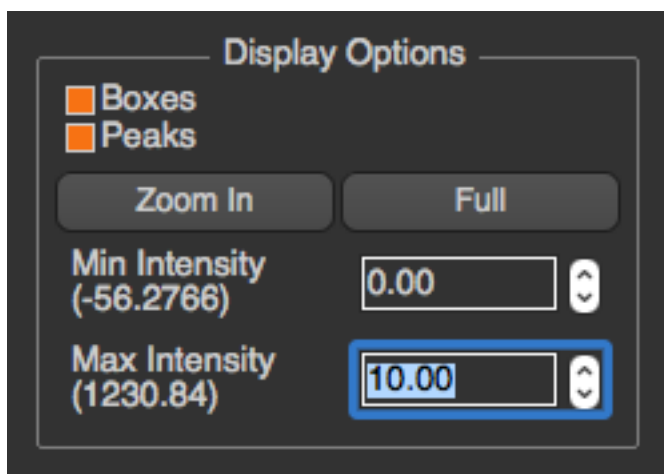 Display Options
Boxes
Peaks
Zoom In
Full
Min Intensity
(-56.2766)
0.00
Max Intensity
(1230.84)
10.00